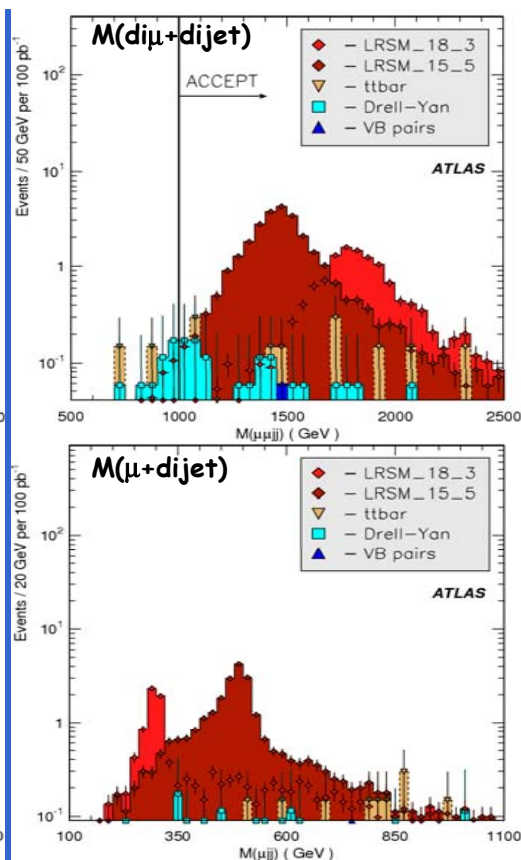 M(diμ+dijet)
Events / 50 GeV per 100 pb⁻¹
10²
10
1
10⁻¹
ACCEPT
– LRSM_18_3
– LRSM_15_5
– ttbar
– Drell–Yan
– VB pairs
ATLAS
500 1000 1500 2000 2500
M(μμjj) ( GeV )
M(μ+dijet)
Events / 20 GeV per 100 pb⁻¹
10²
10
1
10⁻¹
– LRSM_18_3
– LRSM_15_5
– ttbar
– Drell–Yan
– VB pairs
ATLAS
100 350 600 850 1100
M(μjj) ( GeV )